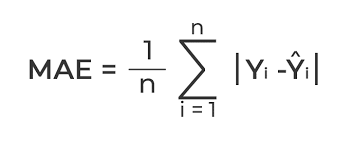 MAE = 1/n ∑ i = 1 n |Yi -Ŷi|